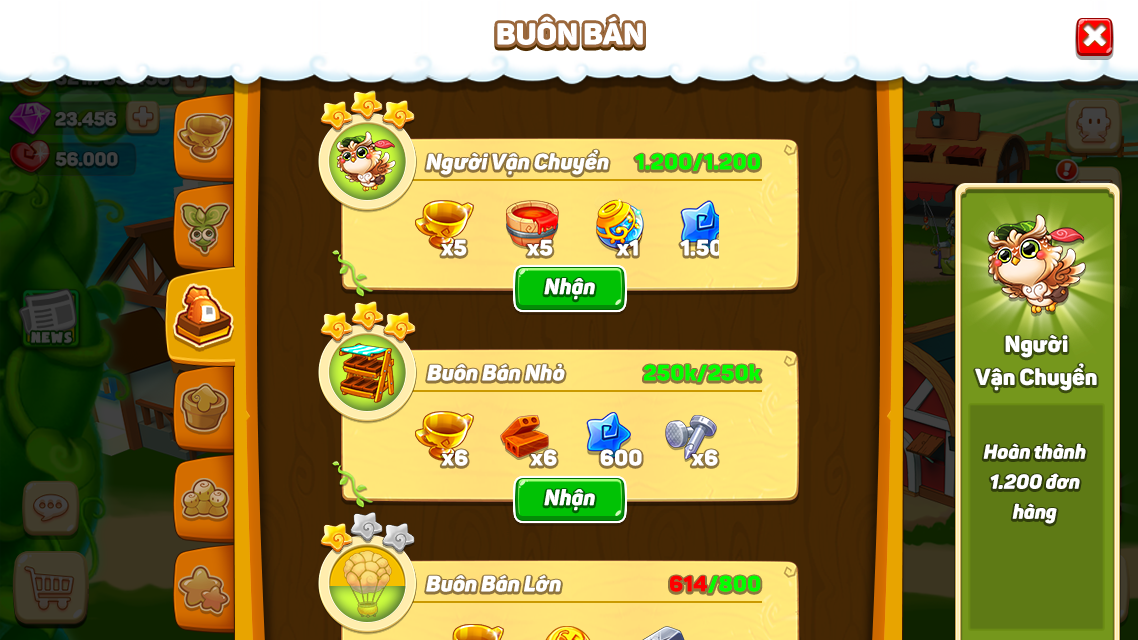 BUÔN BÁN
23.456
56.000
NEWS
Người Vận Chuyển 1.200/1.200
x5 x5 x1 1.50
Nhận
Buôn Bán Nhỏ 250k/250k
x6 x6 600 x6
Nhận
Buôn Bán Lớn 614/800
Người
Vận Chuyển
Hoàn thành
1.200 đơn
hàng